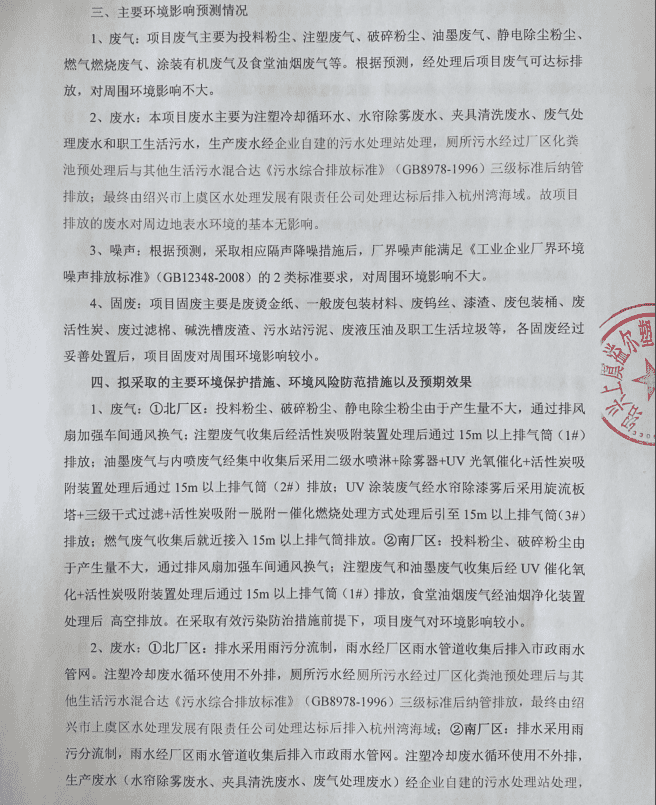 三、主要环境影响预测情况
1、废气：项目废气主要为投料粉尘、注塑废气、破碎粉尘、油墨废气、静电除尘粉尘、
燃气燃烧废气、涂装有机废气及食堂油烟废气等。根据预测，经处理后项目废气可达标排
放，对周围环境影响不大。
2、废水：本项目废水主要为注塑冷却循环水、水帘除雾废水、夹具清洗废水、废气处
理废水和职工生活污水，生产废水经企业自建的污水处理站处理，厕所污水经过厂区化粪
池预处理后与其他生活污水混合达《污水综合排放标准》（GB8978-1996）三级标准后纳管
排放；最终由绍兴市上虞区水处理发展有限责任公司处理达标后排入杭州湾海域。故项目
排放的废水对周边地表水环境的基本无影响。
3、噪声：根据预测，采取相应隔声降噪措施后，厂界噪声能满足《工业企业厂界环境
噪声排放标准》（GB12348-2008）的 2 类标准要求，对周围环境影响不大。
4、固废：项目固废主要是废烫金纸、一般废包装材料、废钨丝、漆渣、废包装桶、废
活性炭、废过滤棉、碱洗槽废渣、污水站污泥、废液压油及职工生活垃圾等，各固废经过
妥善处置后，项目固废对周围环境影响较小。
四、拟采取的主要环境保护措施、环境风险防范措施以及预期效果
1、废气：①北厂区：投料粉尘、破碎粉尘、静电除尘粉尘由于产生量不大，通过排风
扇加强车间通风换气；注塑废气收集后经活性炭吸附装置处理后通过 15m 以上排气筒（1#）
排放；油墨废气与内喷废气经集中收集后采用二级水喷淋+除雾器+UV 光氧催化+活性炭吸
附装置处理后通过 15m 以上排气筒（2#）排放；UV 涂装废气经水帘除漆雾后采用旋流板
塔+三级干式过滤+活性炭吸附－脱附－催化燃烧处理方式处理后引至 15m 以上排气筒（3#）
排放；燃气废气收集后就近接入 15m 以上排气筒排放。②南厂区：投料粉尘、破碎粉尘由
于产生量不大，通过排风扇加强车间通风换气；注塑废气和油墨废气收集后经 UV 催化氧
化+活性炭吸附装置处理后通过 15m 以上排气筒（1#）排放，食堂油烟废气经油烟净化装置
处理后 高空排放。在采取有效污染防治措施前提下，项目废气对环境影响较小。
2、废水：①北厂区：排水采用雨污分流制，雨水经厂区雨水管道收集后排入市政雨水
管网。注塑冷却废水循环使用不外排，厕所污水经厕所污水经过厂区化粪池预处理后与其
他生活污水混合达《污水综合排放标准》（GB8978-1996）三级标准后纳管排放，最终由绍
兴市上虞区水处理发展有限责任公司处理达标后排入杭州湾海域；②南厂区：排水采用雨
污分流制，雨水经厂区雨水管道收集后排入市政雨水管网。注塑冷却废水循环使用不外排，
生产废水（水帘除雾废水、夹具清洗废水、废气处理废水）经企业自建的污水处理站处理，
绍兴上虞溢尔塑